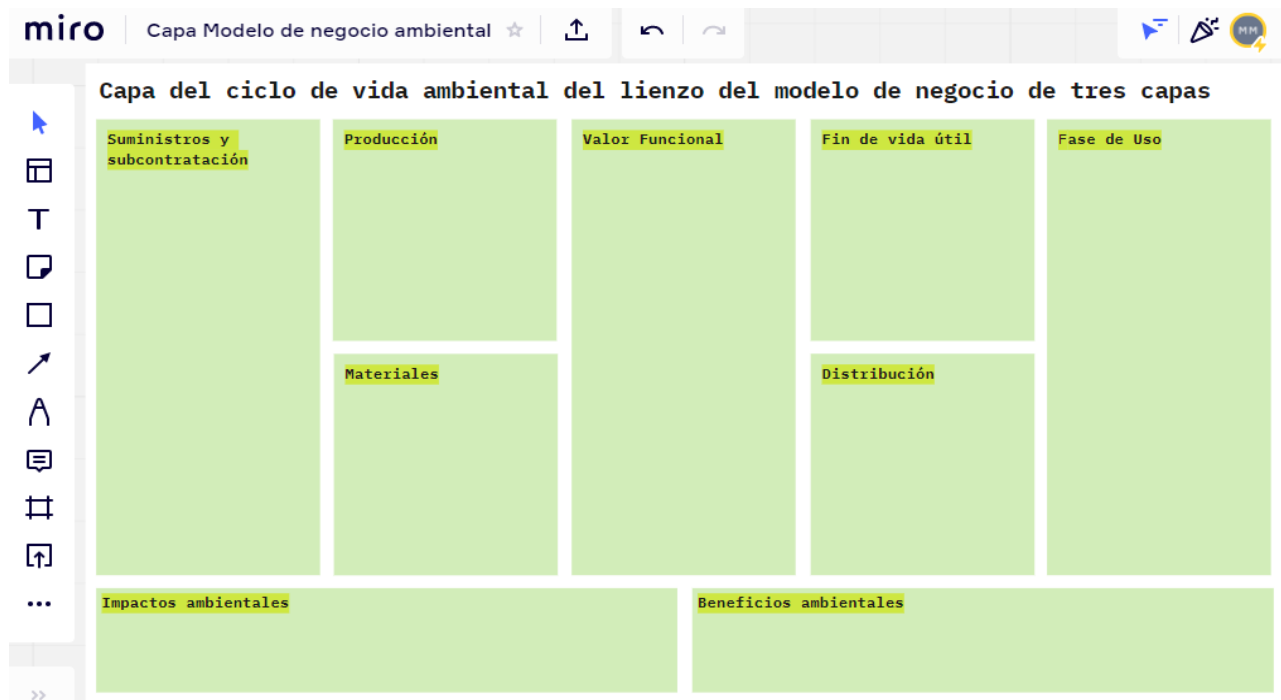 miro
Capa Modelo de negocio ambiental
MM
Capa del ciclo de vida ambiental del lienzo del modelo de negocio de tres capas
Suministros y
subcontratación
Producción
Valor Funcional
Fin de vida útil
Fase de Uso
Materiales
Distribución
Impactos ambientales
Beneficios ambientales